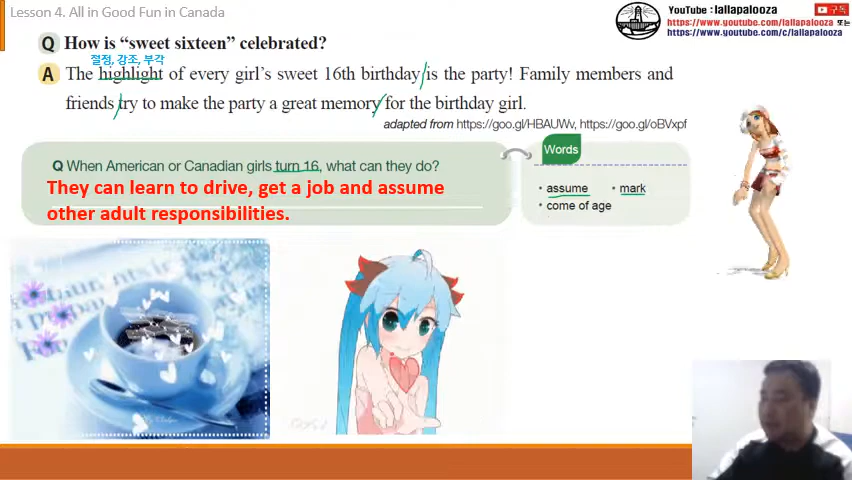 Lesson 4. All in Good Fun in Canada
YouTube : lallapalooza
구독
https://www.youtube.com/lallapalooza 또는
https://www.youtube.com/c/lallapalooza
Q How is “sweet sixteen” celebrated?
절정, 강조, 부각
A The highlight of every girl’s sweet 16th birthday is the party! Family members and
friends try to make the party a great memory for the birthday girl.
adapted from https://goo.gl/HBAUWv, https://goo.gl/oBVxpf
Q When American or Canadian girls turn 16, what can they do?
They can learn to drive, get a job and assume
other adult responsibilities.
Words
• assume • mark
• come of age